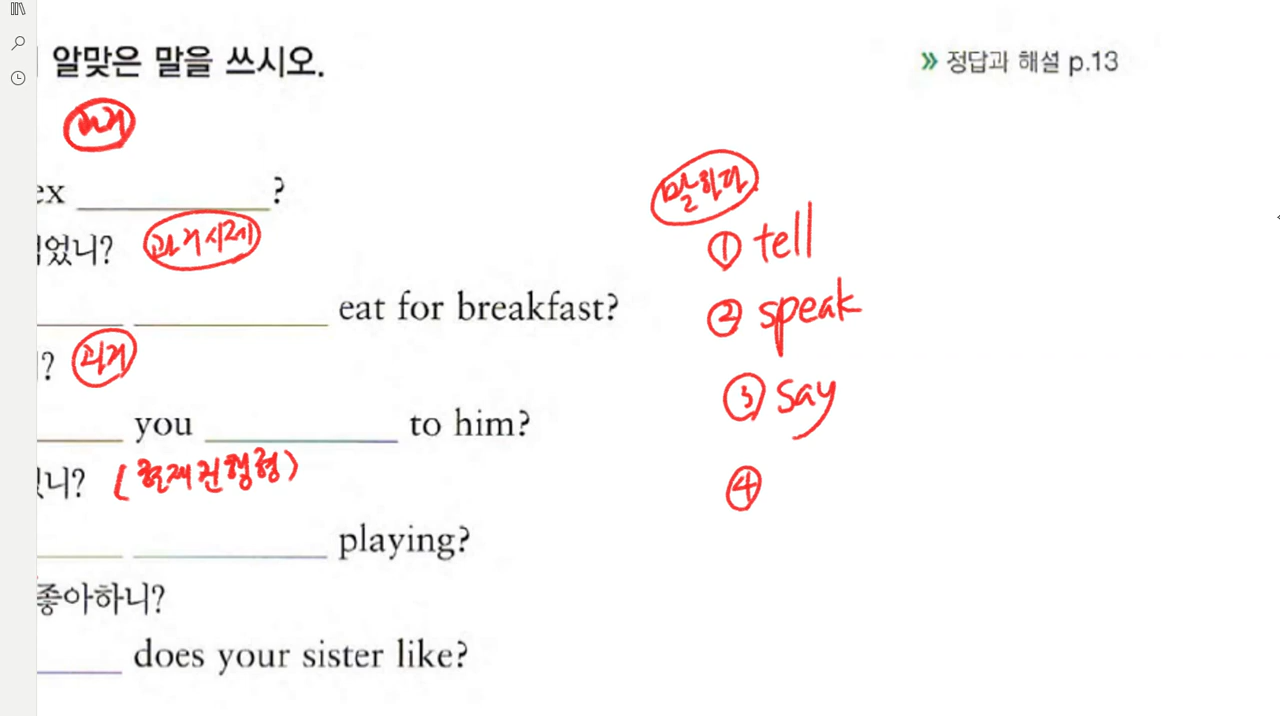 알맞은 말을 쓰시오.
» 정답과 해설 p.13
과거
ex ?
었니? 과거시제
eat for breakfast?
? 과거
you to him?
니? (현재진행형)
playing?
좋아하니?
does your sister like?
말하다
① tell
② speak
③ say
④